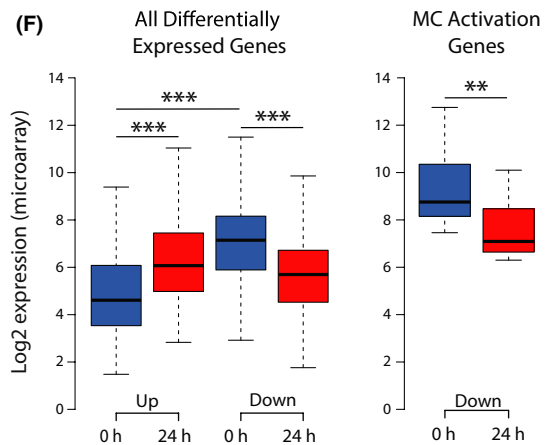 (F)
All Differentially
Expressed Genes
MC Activation
Genes
Log2 expression (microarray)
14
12
10
8
6
4
2
0
***
***
***
Up
Down
0 h
24 h
0 h
24 h
14
12
10
8
6
4
2
0
**
Down
0 h
24 h